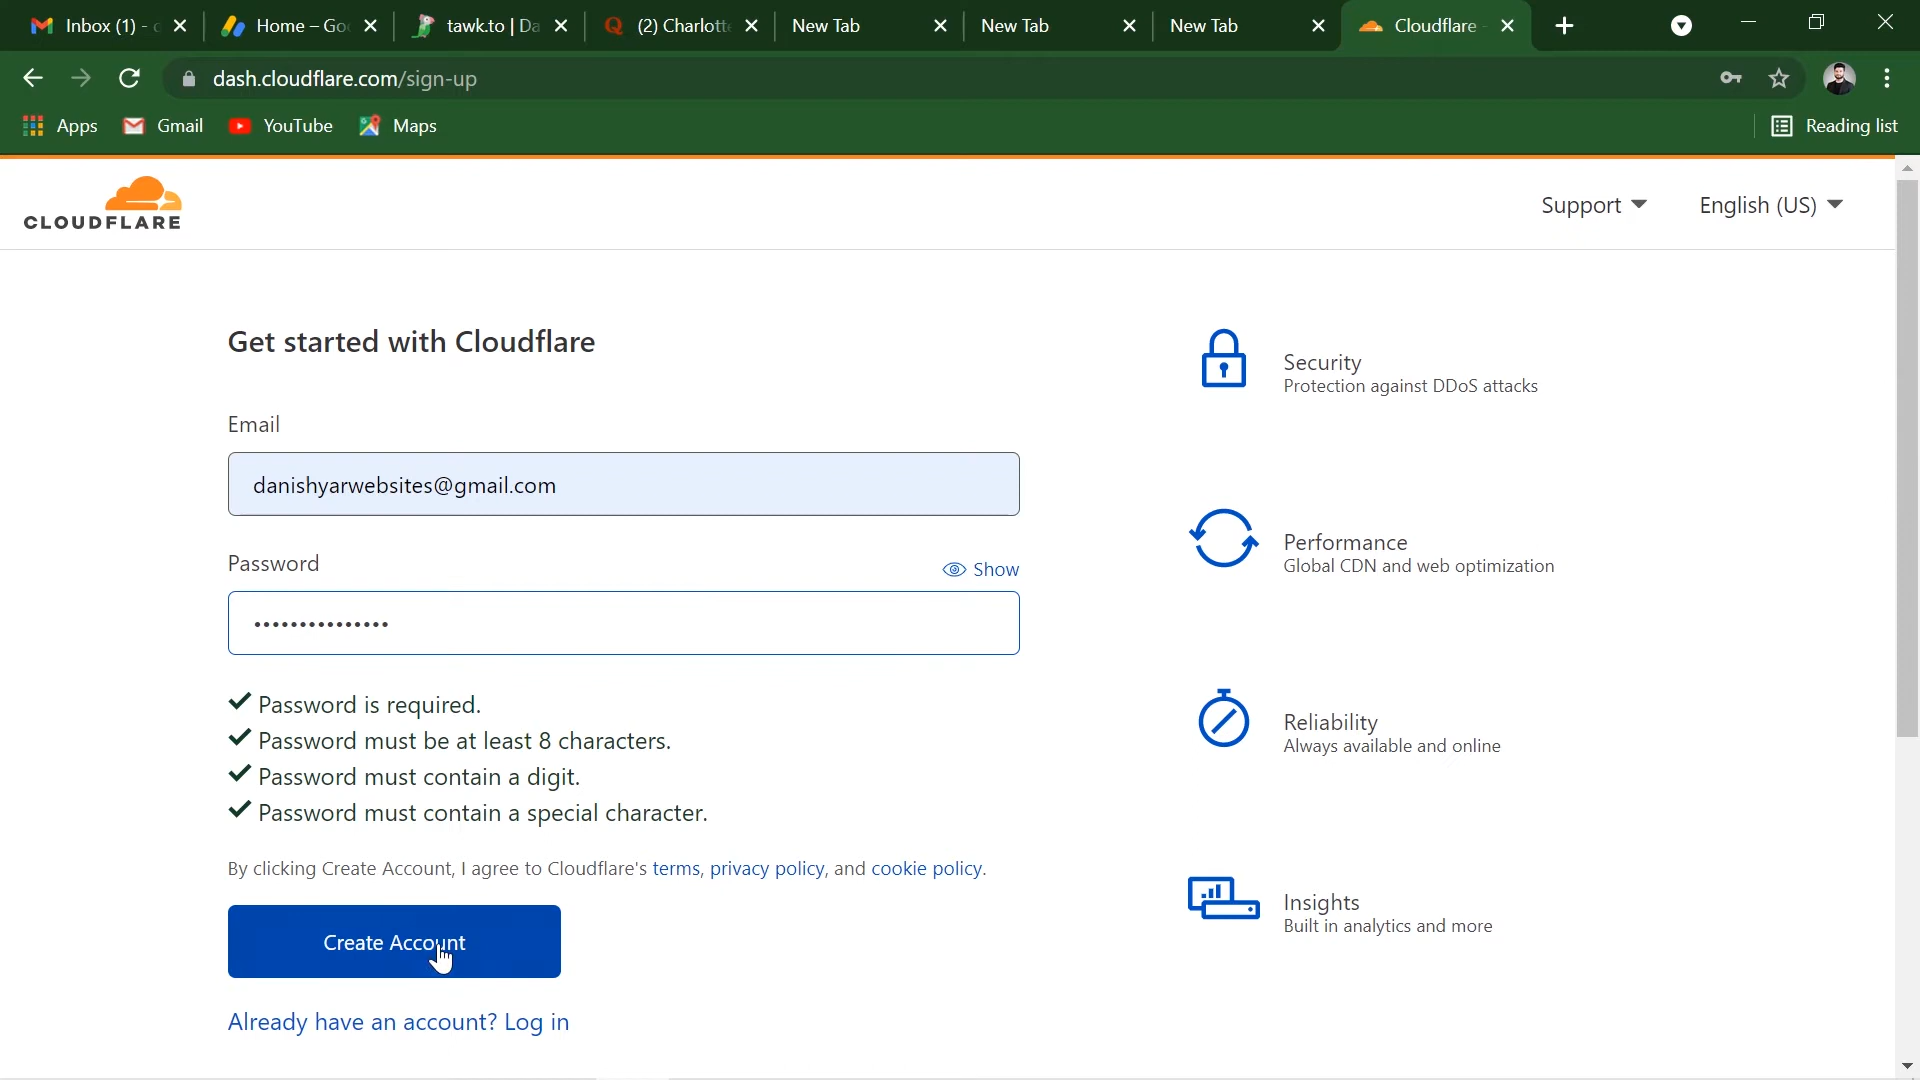 Inbox (1) - Home – Go tawk.to | Da (2) Charlott New Tab New Tab New Tab Cloudflare -
dash.cloudflare.com/sign-up
Apps Gmail YouTube Maps Reading list
CLOUDFLARE Support English (US)
Get started with Cloudflare
Security
Protection against DDoS attacks
Email
danishyarwebsites@gmail.com
Performance
Global CDN and web optimization
Password Show
•••••••••••••••
Password is required.
Password must be at least 8 characters.
Password must contain a digit.
Password must contain a special character.
Reliability
Always available and online
By clicking Create Account, I agree to Cloudflare's terms, privacy policy, and cookie policy.
Create Account
Insights
Built in analytics and more
Already have an account? Log in